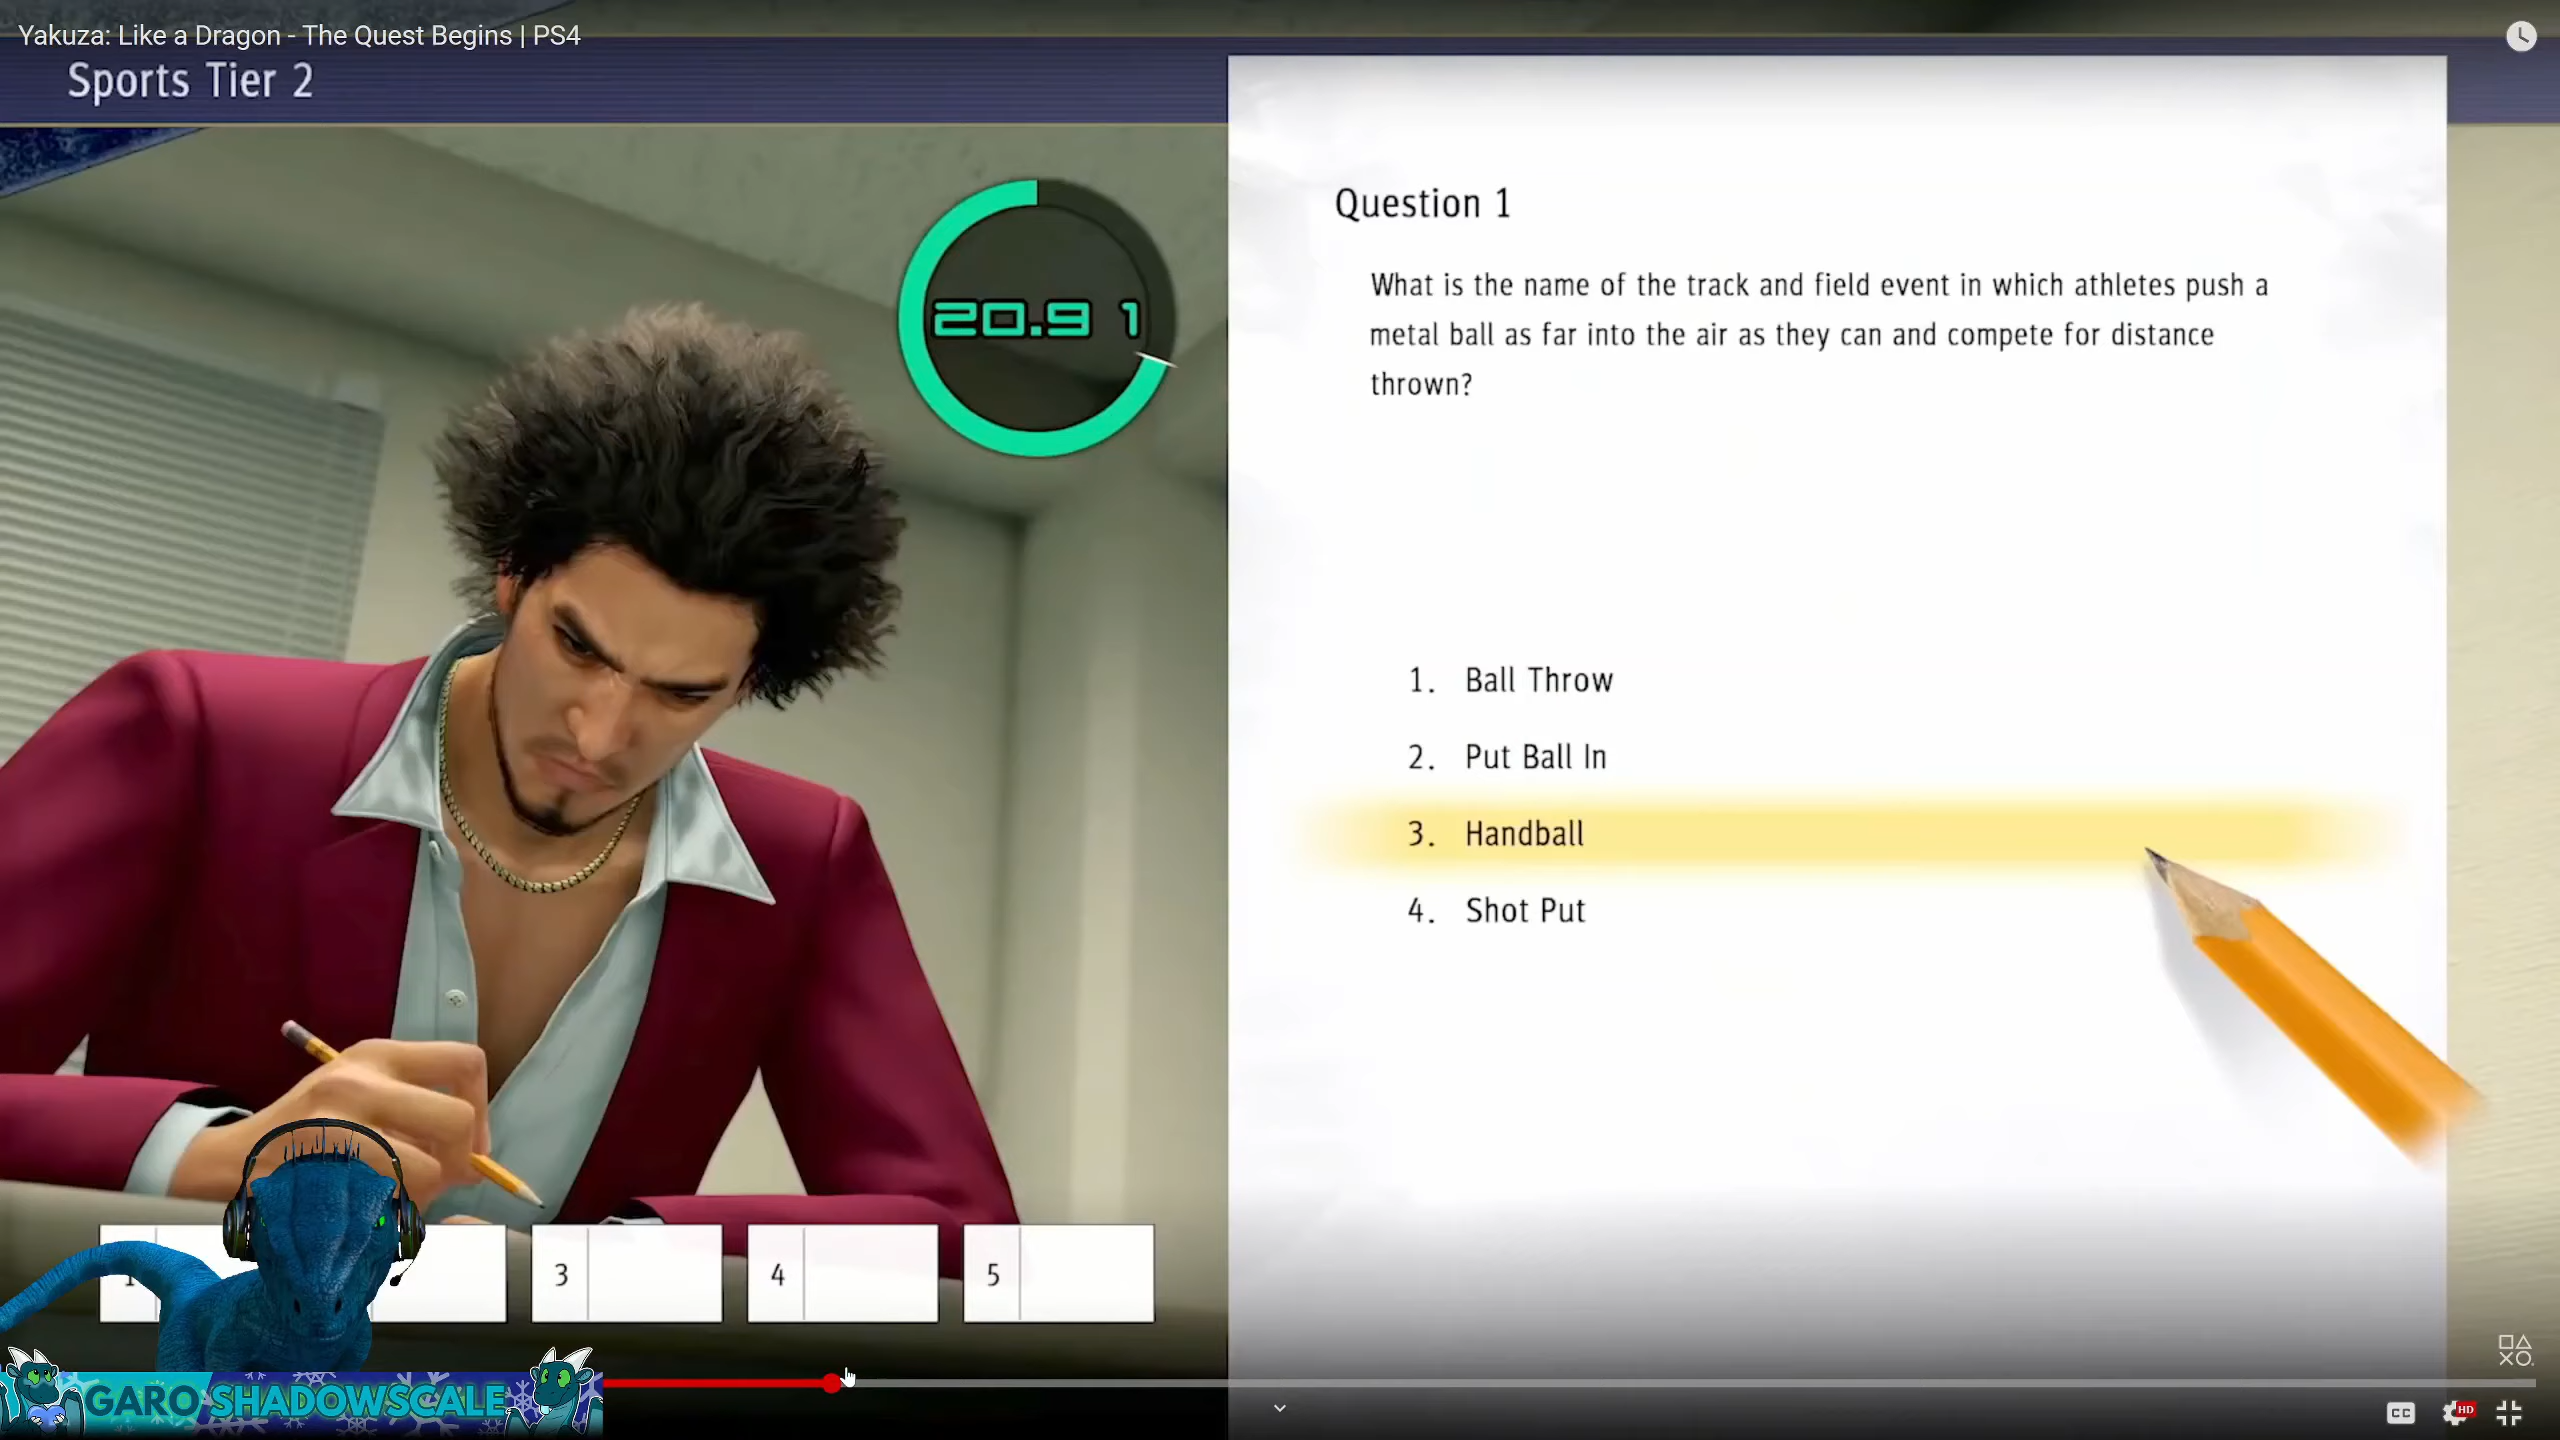 Yakuza: Like a Dragon - The Quest Begins | PS4
Sports Tier 2
20.91
Question 1
What is the name of the track and field event in which athletes push a
metal ball as far into the air as they can and compete for distance
thrown?
1. Ball Throw
2. Put Ball In
3. Handball
4. Shot Put
1
3
4
5
GARO SHADOWSCALE
CC
HD